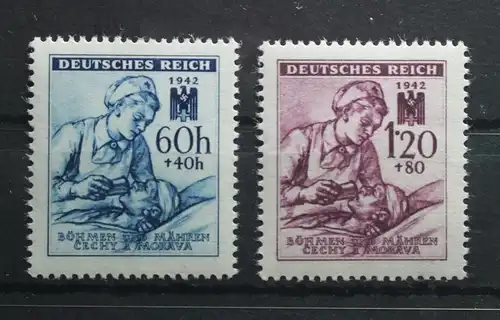 DEUTSCHES REICH
1942
60h
+40h
BÖHMEN UND MÄHREN
ČECHY A MORAVA
DEUTSCHES REICH
1942
1·20
+80
BÖHMEN UND MÄHREN
ČECHY A MORAVA